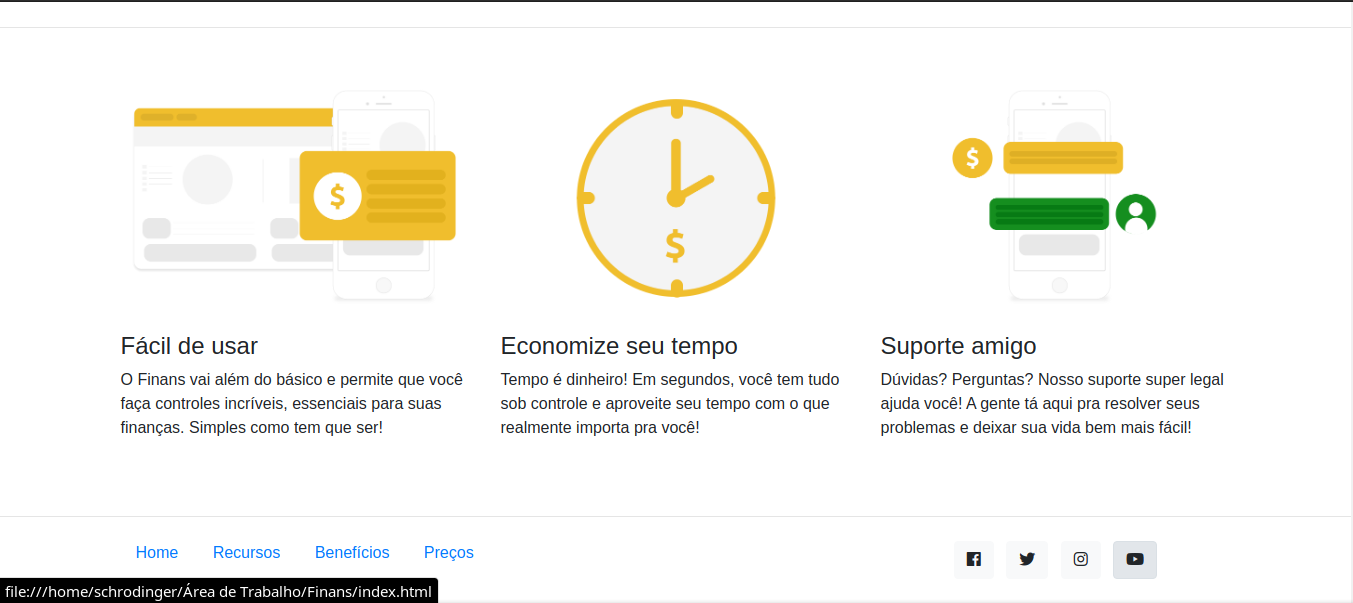 $
$
$
Fácil de usar
O Finans vai além do básico e permite que você
faça controles incríveis, essenciais para suas
finanças. Simples como tem que ser!
Economize seu tempo
Tempo é dinheiro! Em segundos, você tem tudo
sob controle e aproveite seu tempo com o que
realmente importa pra você!
Suporte amigo
Dúvidas? Perguntas? Nosso suporte super legal
ajuda você! A gente tá aqui pra resolver seus
problemas e deixar sua vida bem mais fácil!
Home Recursos Benefícios Preços
file:///home/schrodinger/Área de Trabalho/Finans/index.html